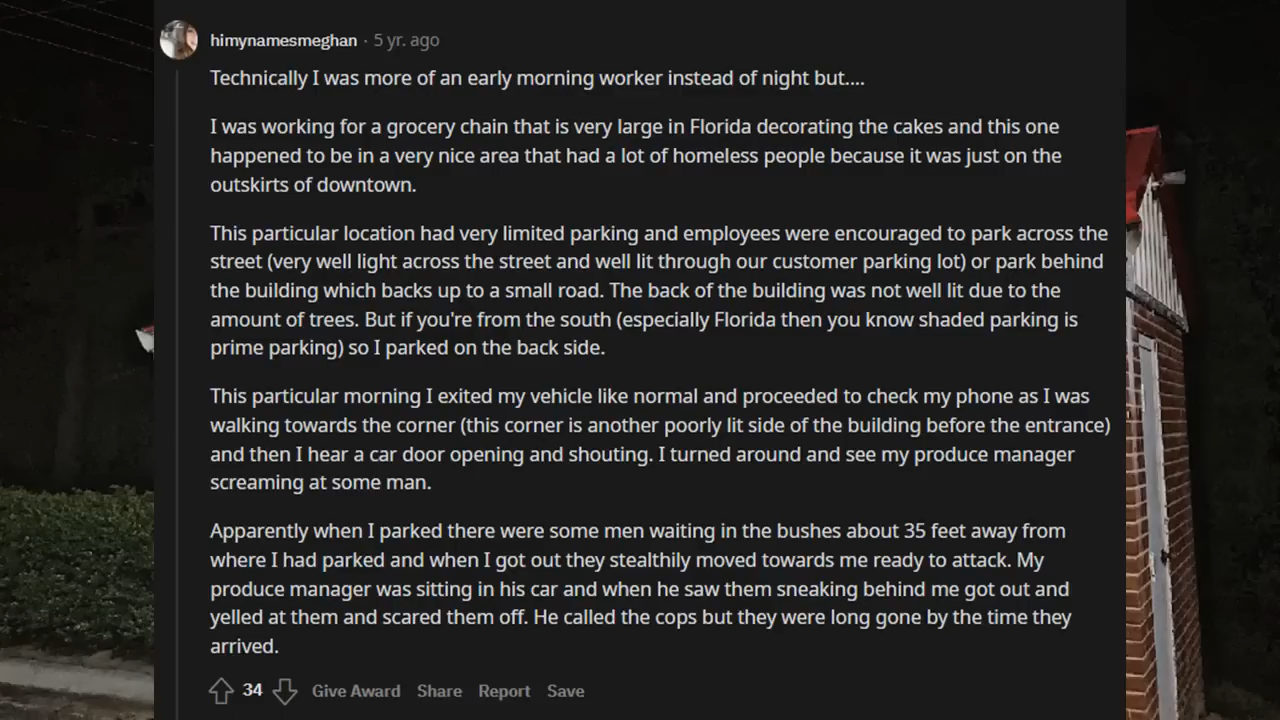 himynamesmeghan · 5 yr. ago
Technically I was more of an early morning worker instead of night but....
I was working for a grocery chain that is very large in Florida decorating the cakes and this one
happened to be in a very nice area that had a lot of homeless people because it was just on the
outskirts of downtown.
This particular location had very limited parking and employees were encouraged to park across the
street (very well light across the street and well lit through our customer parking lot) or park behind
the building which backs up to a small road. The back of the building was not well lit due to the
amount of trees. But if you're from the south (especially Florida then you know shaded parking is
prime parking) so I parked on the back side.
This particular morning I exited my vehicle like normal and proceeded to check my phone as I was
walking towards the corner (this corner is another poorly lit side of the building before the entrance)
and then I hear a car door opening and shouting. I turned around and see my produce manager
screaming at some man.
Apparently when I parked there were some men waiting in the bushes about 35 feet away from
where I had parked and when I got out they stealthily moved towards me ready to attack. My
produce manager was sitting in his car and when he saw them sneaking behind me got out and
yelled at them and scared them off. He called the cops but they were long gone by the time they
arrived.
34 Give Award Share Report Save